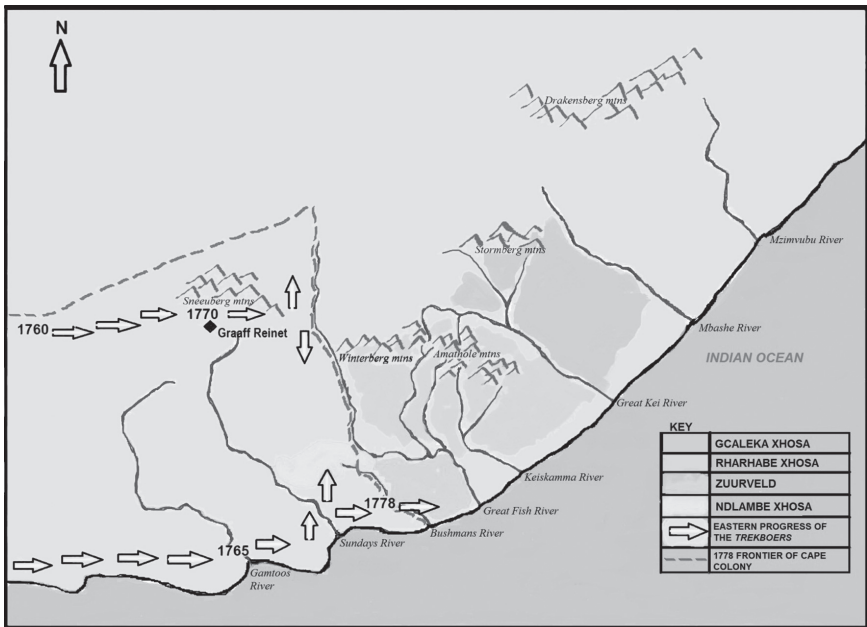 N
Drakensberg mtns
Stormberg mtns
Mzimvubu River
Sneeuberg mtns
1760
1770
Graaff Reinet
Winterberg mtns
Amathole mtns
Mbashe River
INDIAN OCEAN
Great Kei River
Keiskamma River
1778
Great Fish River
Bushmans River
Sundays River
1765
Gamtoos
River
KEY
GCALEKA XHOSA
RHARHABE XHOSA
ZUURVELD
NDLAMBE XHOSA
EASTERN PROGRESS OF
THE TREKBOERS
1778 FRONTIER OF CAPE
COLONY